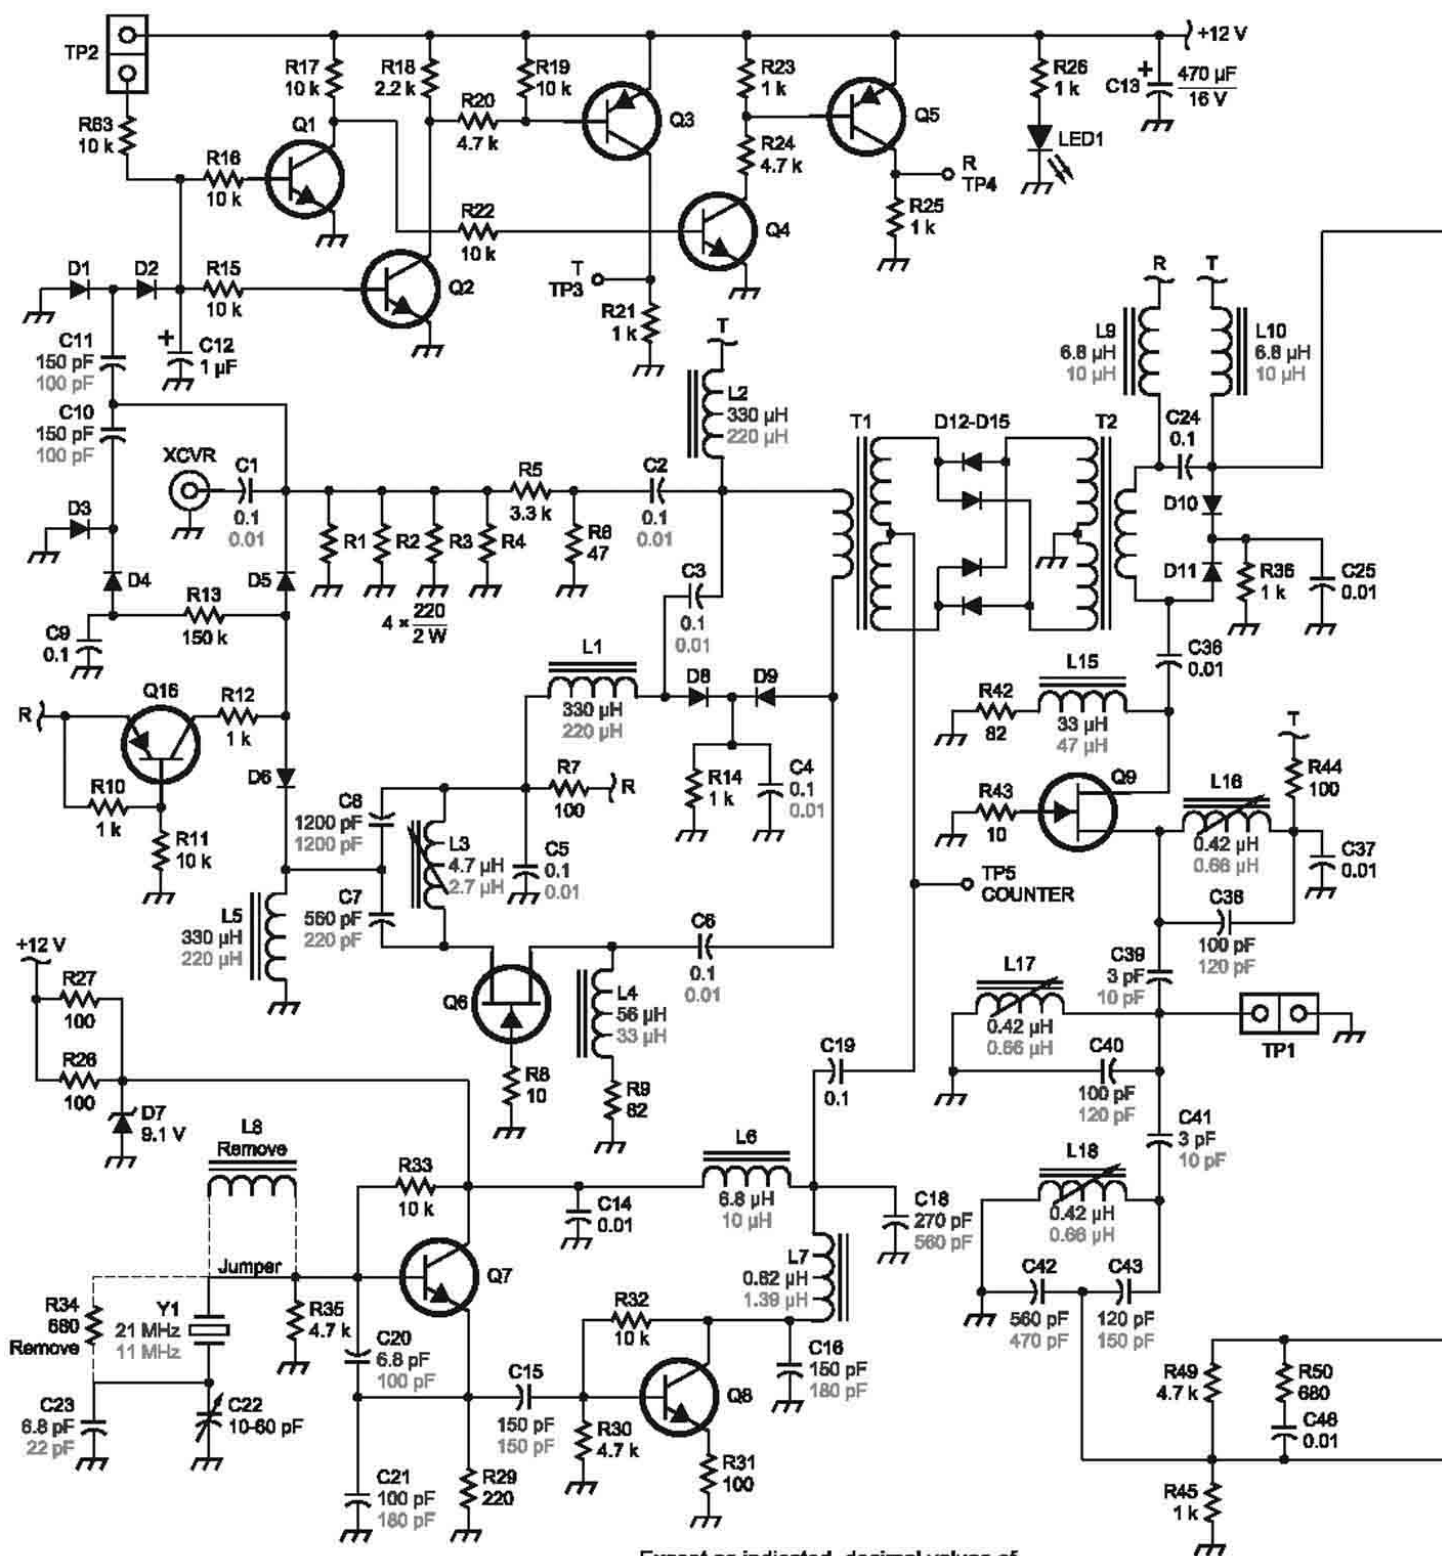 TP2
+12 V
R17
10 k
R18
2.2 k
R19
10 k
R20
4.7 k
Q3
R23
1 k
Q5
R26
1 k
C13
+
470 µF
16 V
LED1
R63
10 k
Q1
R16
10 k
R24
4.7 k
R
TP4
R25
1 k
R22
10 k
Q4
D1
D2
R15
10 k
Q2
T
TP3
R21
1 k
R
T
C11
150 pF
100 pF
+
C12
1 µF
T
L9
6.8 µH
10 µH
L10
6.8 µH
10 µH
C10
150 pF
100 pF
L2
330 µH
220 µH
T1
D12-D15
T2
C24
0.1
XCVR
C1
0.1
0.01
R5
3.3 k
C2
0.1
0.01
D3
R1
R2
R3
R4
R6
47
D10
D4
D5
C3
0.1
0.01
D11
R36
1 k
C25
0.01
R13
150 k
4 × 220
2 W
C9
0.1
L1
330 µH
220 µH
D8
D9
C36
0.01
L15
33 µH
47 µH
R42
82
Q16
R
R12
1 k
T
R44
100
D6
R7
100
R
R14
1 k
C4
0.1
0.01
R43
10
Q9
L16
0.42 µH
0.66 µH
R10
1 k
R11
10 k
C8
1200 pF
1200 pF
L3
4.7 µH
2.7 µH
C5
0.1
0.01
C37
0.01
TP5
COUNTER
C7
560 pF
220 pF
C38
100 pF
120 pF
L5
330 µH
220 µH
C6
0.1
0.01
+12 V
R27
100
Q6
L4
56 µH
33 µH
L17
0.42 µH
0.66 µH
C39
3 pF
10 pF
TP1
R26
100
R8
10
R9
82
C19
0.1
C40
100 pF
120 pF
D7
9.1 V
C41
3 pF
10 pF
L8
Remove
L6
6.8 µH
10 µH
L18
0.42 µH
0.66 µH
R33
10 k
C14
0.01
C18
270 pF
560 pF
Jumper
Q7
L7
0.82 µH
1.39 µH
C42
560 pF
470 pF
C43
120 pF
150 pF
R34
680
Remove
Y1
21 MHz
11 MHz
R35
4.7 k
R32
10 k
C20
6.8 pF
100 pF
C16
150 pF
180 pF
C15
150 pF
150 pF
Q8
R49
4.7 k
R50
680
C23
6.8 pF
22 pF
C22
10-60 pF
R30
4.7 k
C46
0.01
C21
100 pF
180 pF
R29
220
R31
100
R45
1 k
Except as indicated, decimal values of